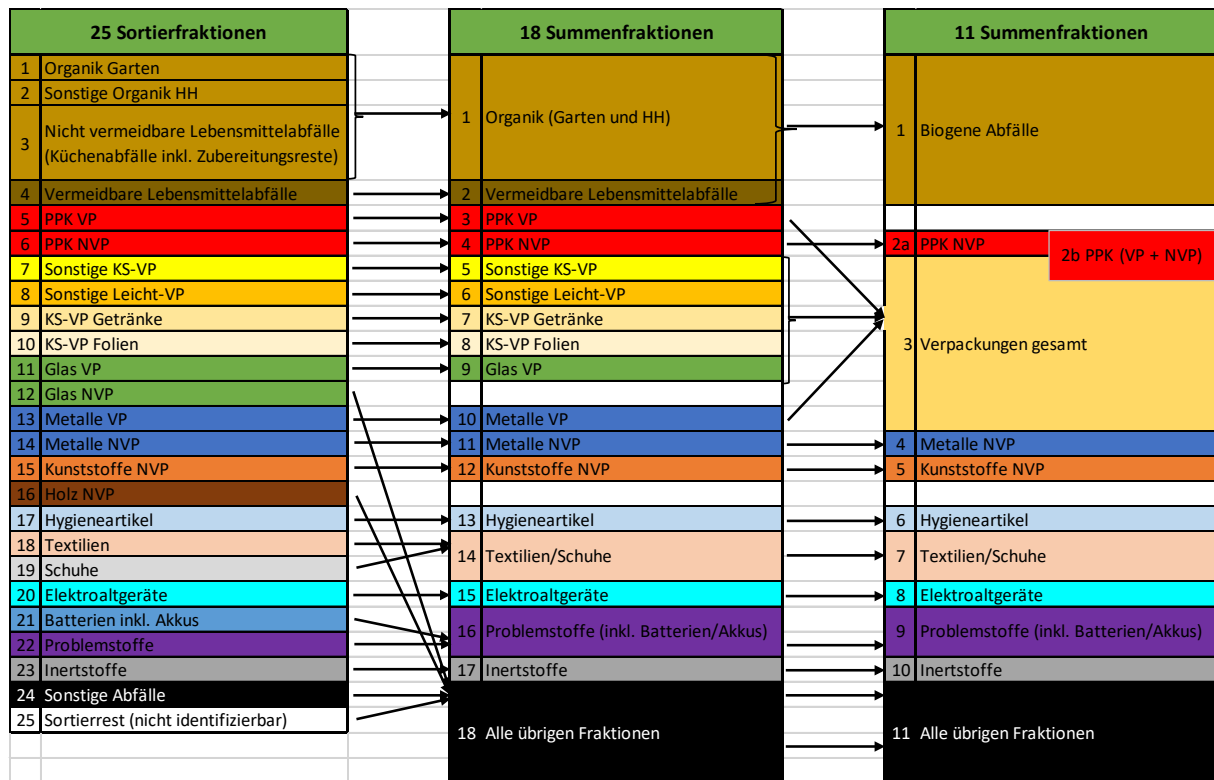 25 Sortierfraktionen 18 Summenfraktionen 11 Summenfraktionen
1 Organik Garten
2 Sonstige Organik HH
3 Nicht vermeidbare Lebensmittelabfälle
(Küchenabfälle inkl. Zubereitungsreste)
1 Organik (Garten und HH)
1 Biogene Abfälle
4 Vermeidbare Lebensmittelabfälle 2 Vermeidbare Lebensmittelabfälle
5 PPK VP 3 PPK VP
6 PPK NVP 4 PPK NVP 2a PPK NVP
2b PPK (VP + NVP)
7 Sonstige KS-VP 5 Sonstige KS-VP
8 Sonstige Leicht-VP 6 Sonstige Leicht-VP
9 KS-VP Getränke 7 KS-VP Getränke
10 KS-VP Folien 8 KS-VP Folien 3 Verpackungen gesamt
11 Glas VP 9 Glas VP
12 Glas NVP
13 Metalle VP 10 Metalle VP
14 Metalle NVP 11 Metalle NVP 4 Metalle NVP
15 Kunststoffe NVP 12 Kunststoffe NVP 5 Kunststoffe NVP
16 Holz NVP
17 Hygieneartikel 13 Hygieneartikel 6 Hygieneartikel
18 Textilien
14 Textilien/Schuhe 7 Textilien/Schuhe
19 Schuhe
20 Elektroaltgeräte 15 Elektroaltgeräte 8 Elektroaltgeräte
21 Batterien inkl. Akkus
16 Problemstoffe (inkl. Batterien/Akkus) 9 Problemstoffe (inkl. Batterien/Akkus)
22 Problemstoffe
23 Inertstoffe 17 Inertstoffe 10 Inertstoffe
24 Sonstige Abfälle
25 Sortierrest (nicht identifizierbar)
18 Alle übrigen Fraktionen 11 Alle übrigen Fraktionen